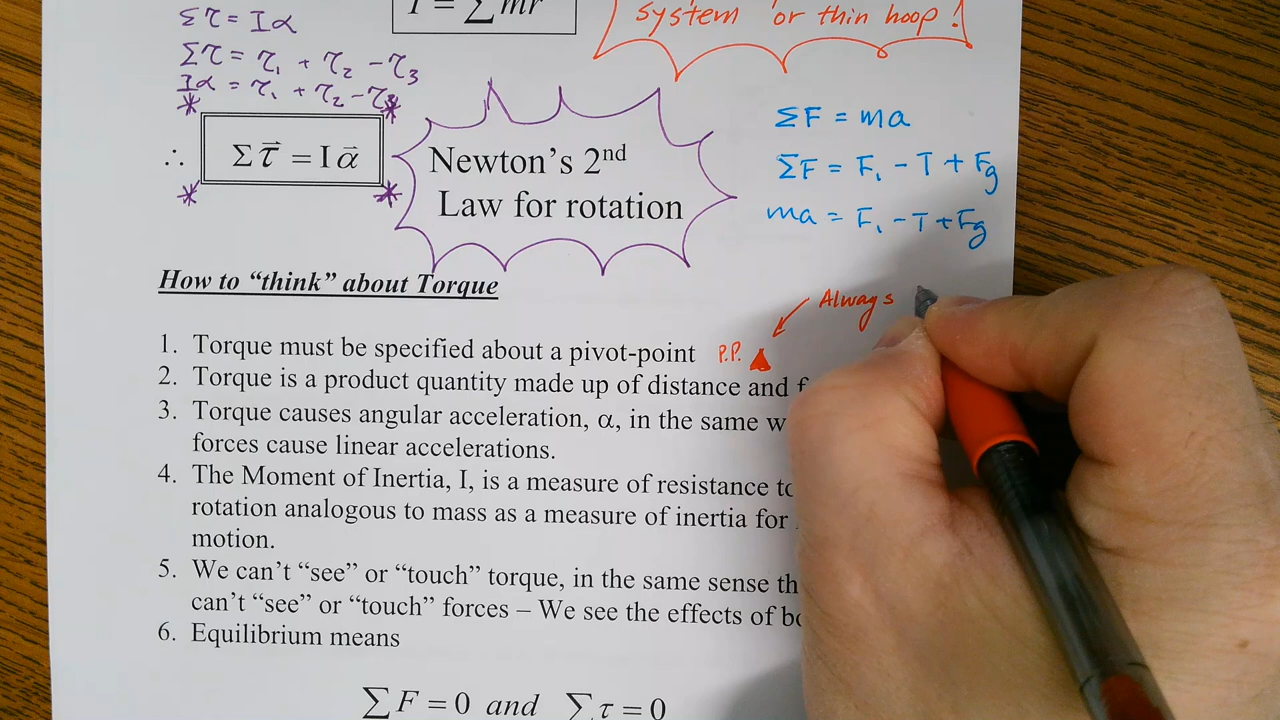 Στ = Iα
I = ∑mr
system or thin hoop!
Στ = τ₁ + τ₂ − τ₃
Iα = τ₁ + τ₂ − τ₃
∴ Στ⃗ = Iα⃗
Newton’s 2nd
Law for rotation
ΣF = ma
ΣF = F₁ − T + Fg
ma = F₁ − T + Fg
How to “think” about Torque
Always
1. Torque must be specified about a pivot-point P.P.
2. Torque is a product quantity made up of distance and f
3. Torque causes angular acceleration, α, in the same w
forces cause linear accelerations.
4. The Moment of Inertia, I, is a measure of resistance to
rotation analogous to mass as a measure of inertia for
motion.
5. We can’t “see” or “touch” torque, in the same sense th
can’t “see” or “touch” forces – We see the effects of bo
6. Equilibrium means
∑F = 0 and ∑τ = 0